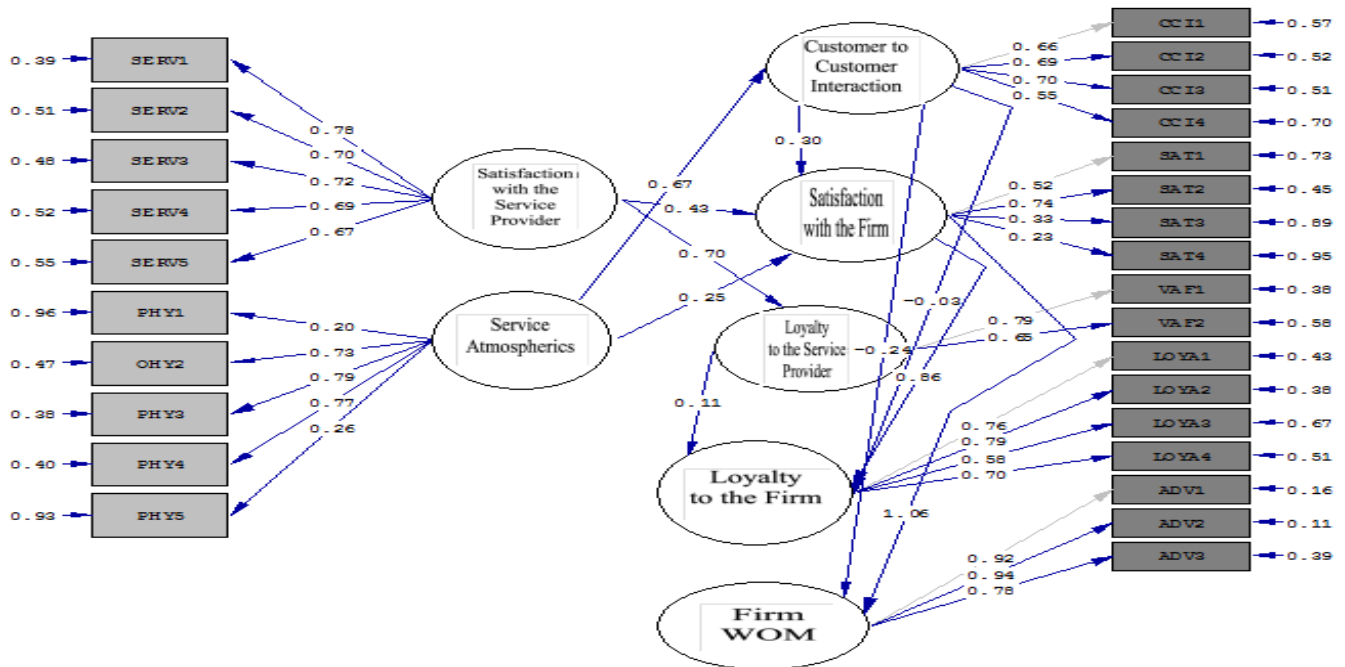 0.39
SERV1
0.51
SERV2
0.48
SERV3
0.52
SERV4
0.55
SERV5
0.96
PHY1
0.47
OHY2
0.38
PHY3
0.40
PHY4
0.93
PHY5
0.78
0.70
0.72
0.69
0.67
0.20
0.73
0.79
0.77
0.26
Satisfaction
with the
Service
Provider
Service
Atmospherics
0.67
0.43
0.70
0.25
Customer to
Customer
Interaction
0.30
Satisfaction
with the Firm
Loyalty
to the Service
Provider
0.11
Loyalty
to the Firm
Firm
WOM
-0.03
-0.24
0.86
1.06
0.66
0.69
0.70
0.55
0.52
0.74
0.33
0.23
0.79
0.65
0.76
0.79
0.58
0.70
0.92
0.94
0.78
CCI1
0.57
CCI2
0.52
CCI3
0.51
CCI4
0.70
SAT1
0.73
SAT2
0.45
SAT3
0.89
SAT4
0.95
VAF1
0.38
VAF2
0.58
LOYA1
0.43
LOYA2
0.38
LOYA3
0.67
LOYA4
0.51
ADV1
0.16
ADV2
0.11
ADV3
0.39